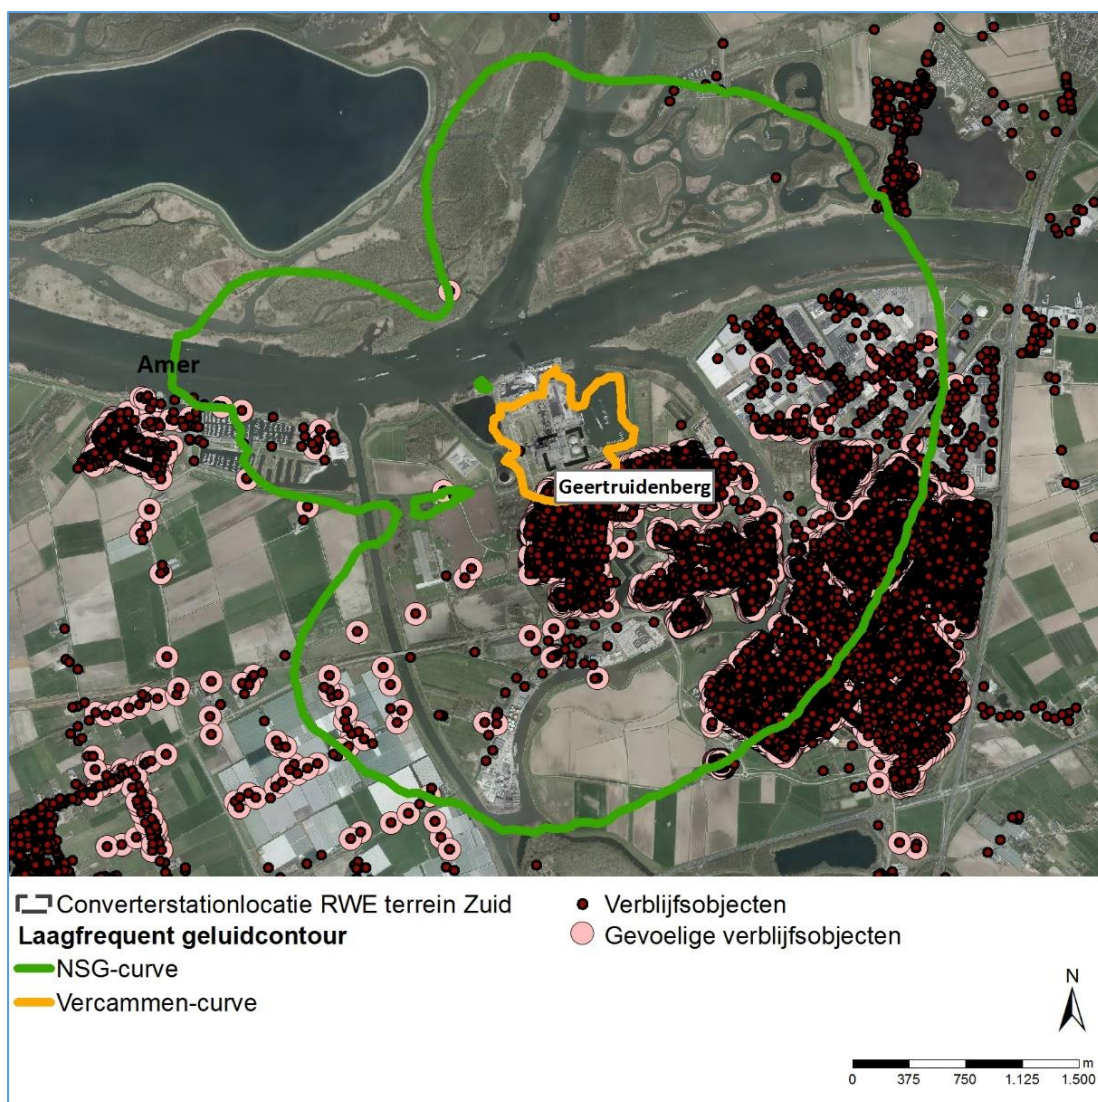 Amer
Geertruidenberg
Converterstationlocatie RWE terrein Zuid
Laagfrequent geluidcontour
NSG-curve
Vercammen-curve
Verblijfsobjecten
Gevoelige verblijfsobjecten
N
m
0 375 750 1.125 1.500